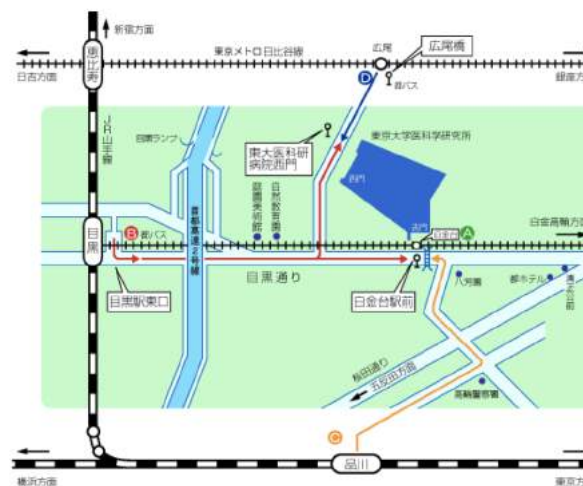 新宿方面
恵比寿
東京メトロ日比谷線
広尾
広尾橋
日吉方面
都バス
銀座方
D
JR山手線
目黒ランプ
東大医科研
病院西門
東京大学医科学研究所
西門
正門
首都高速2号線
庭園美術館
自然教育園
目黒
B
都バス
白金台
A
白金高輪方面
目黒通り
目黒駅東口
白金台駅前
八芳園
都ホテル
清正公前
桜田通り
五反田方面
高輪警察署
C
品川
横浜方面
東京方